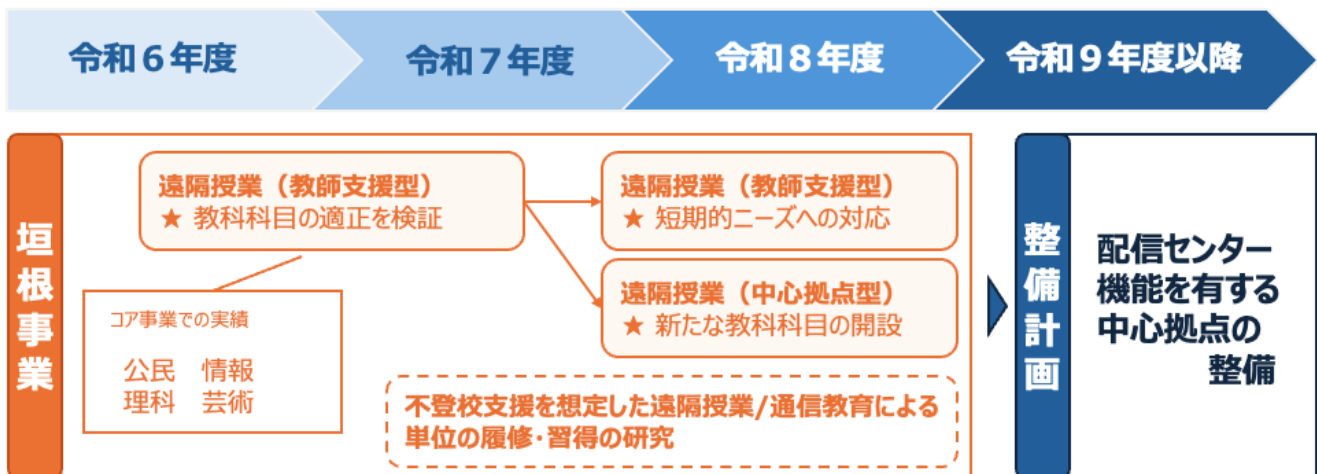 令和６年度
令和７年度
令和８年度
令和９年度以降
垣根事業
遠隔授業（教師支援型）
★ 教科科目の適正を検証
コア事業での実績
公民　情報
理科　芸術
遠隔授業（教師支援型）
★ 短期的ニーズへの対応
遠隔授業（中心拠点型）
★ 新たな教科科目の開設
不登校支援を想定した遠隔授業/通信教育による
単位の履修・習得の研究
整備計画
配信センター
機能を有する
中心拠点の
整備